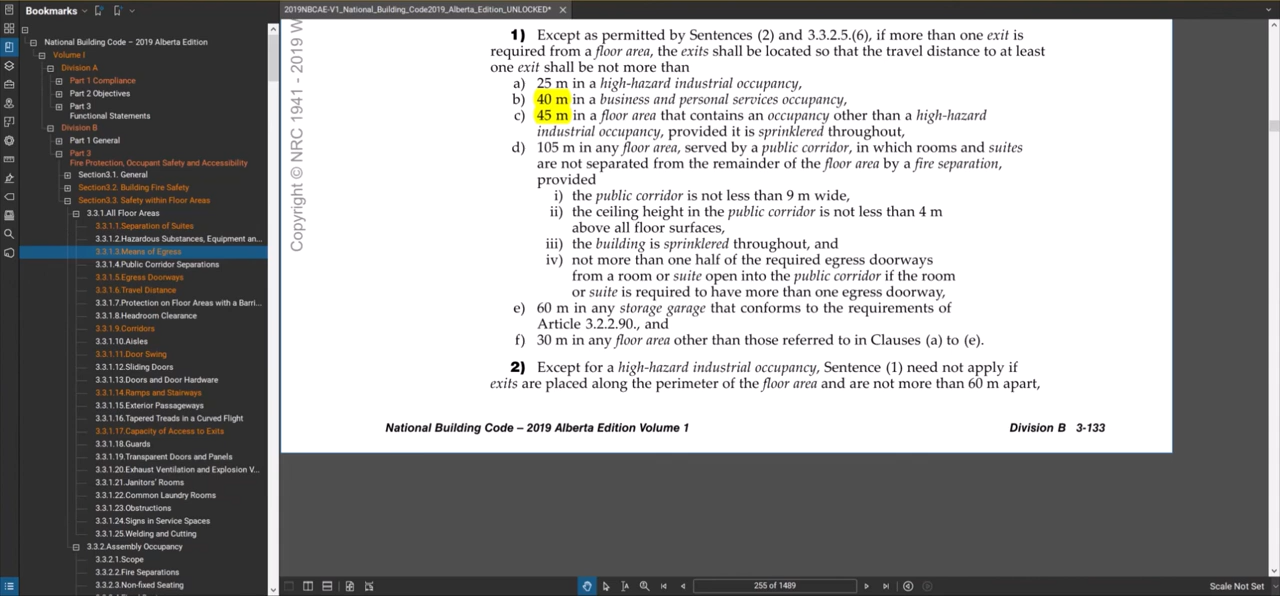 Bookmarks
2019NBCAE-V1_National_Building_Code2019_Alberta_Edition_UNLOCKED*
National Building Code – 2019 Alberta Edition
Volume I
Division A
Part 1 Compliance
Part 2 Objectives
Part 3
Functional Statements
Division B
Part 1 General
Part 3
Fire Protection, Occupant Safety and Accessibility
Section3.1. General
Section3.2. Building Fire Safety
Section3.3. Safety within Floor Areas
3.3.1.All Floor Areas
3.3.1.1.Separation of Suites
3.3.1.2.Hazardous Substances, Equipment an...
3.3.1.3.Means of Egress
3.3.1.4.Public Corridor Separations
3.3.1.5.Egress Doorways
3.3.1.6.Travel Distance
3.3.1.7.Protection on Floor Areas with a Barri...
3.3.1.8.Headroom Clearance
3.3.1.9.Corridors
3.3.1.10.Aisles
3.3.1.11.Door Swing
3.3.1.12.Sliding Doors
3.3.1.13.Doors and Door Hardware
3.3.1.14.Ramps and Stairways
3.3.1.15.Exterior Passageways
3.3.1.16.Tapered Treads in a Curved Flight
3.3.1.17.Capacity of Access to Exits
3.3.1.18.Guards
3.3.1.19.Transparent Doors and Panels
3.3.1.20.Exhaust Ventilation and Explosion V...
3.3.1.21.Janitors' Rooms
3.3.1.22.Common Laundry Rooms
3.3.1.23.Obstructions
3.3.1.24.Signs in Service Spaces
3.3.1.25.Welding and Cutting
3.3.2.Assembly Occupancy
3.3.2.1.Scope
3.3.2.2.Fire Separations
3.3.2.3.Non-fixed Seating
Copyright © NRC 1941 - 2019 W
1) Except as permitted by Sentences (2) and 3.3.2.5.(6), if more than one exit is
required from a floor area, the exits shall be located so that the travel distance to at least
one exit shall be not more than
a) 25 m in a high-hazard industrial occupancy,
b) 40 m in a business and personal services occupancy,
c) 45 m in a floor area that contains an occupancy other than a high-hazard
industrial occupancy, provided it is sprinklered throughout,
d) 105 m in any floor area, served by a public corridor, in which rooms and suites
are not separated from the remainder of the floor area by a fire separation,
provided
i) the public corridor is not less than 9 m wide,
ii) the ceiling height in the public corridor is not less than 4 m
above all floor surfaces,
iii) the building is sprinklered throughout, and
iv) not more than one half of the required egress doorways
from a room or suite open into the public corridor if the room
or suite is required to have more than one egress doorway,
e) 60 m in any storage garage that conforms to the requirements of
Article 3.2.2.90., and
f) 30 m in any floor area other than those referred to in Clauses (a) to (e).
2) Except for a high-hazard industrial occupancy, Sentence (1) need not apply if
exits are placed along the perimeter of the floor area and are not more than 60 m apart,
National Building Code – 2019 Alberta Edition Volume 1
Division B 3-133
255 of 1489
Scale Not Set